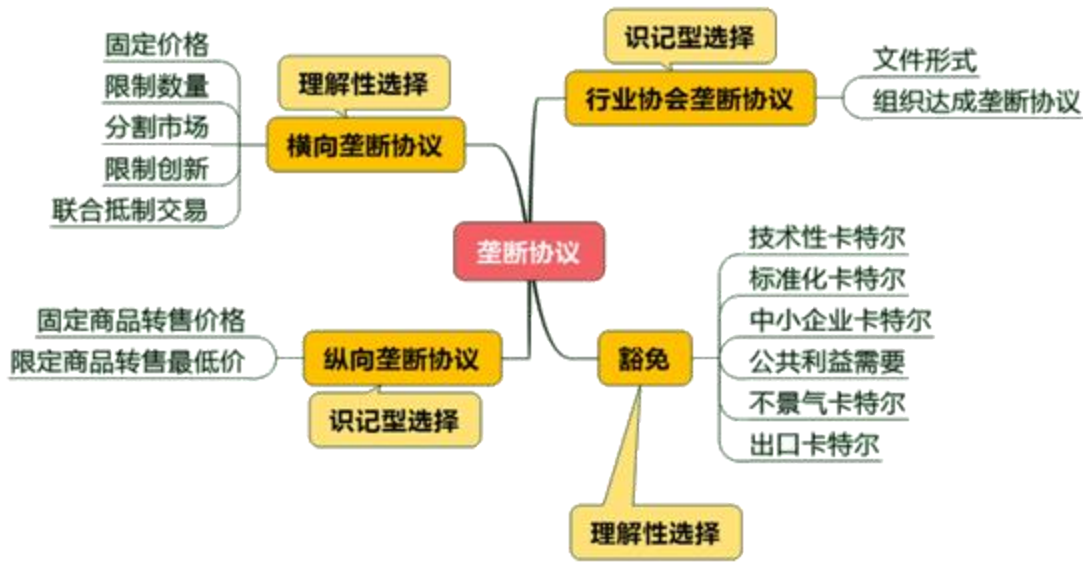 固定价格
限制数量
分割市场
限制创新
联合抵制交易
理解性选择
横向垄断协议
识记型选择
行业协会垄断协议
文件形式
组织达成垄断协议
垄断协议
固定商品转售价格
限定商品转售最低价
纵向垄断协议
识记型选择
豁免
技术性卡特尔
标准化卡特尔
中小企业卡特尔
公共利益需要
不景气卡特尔
出口卡特尔
理解性选择